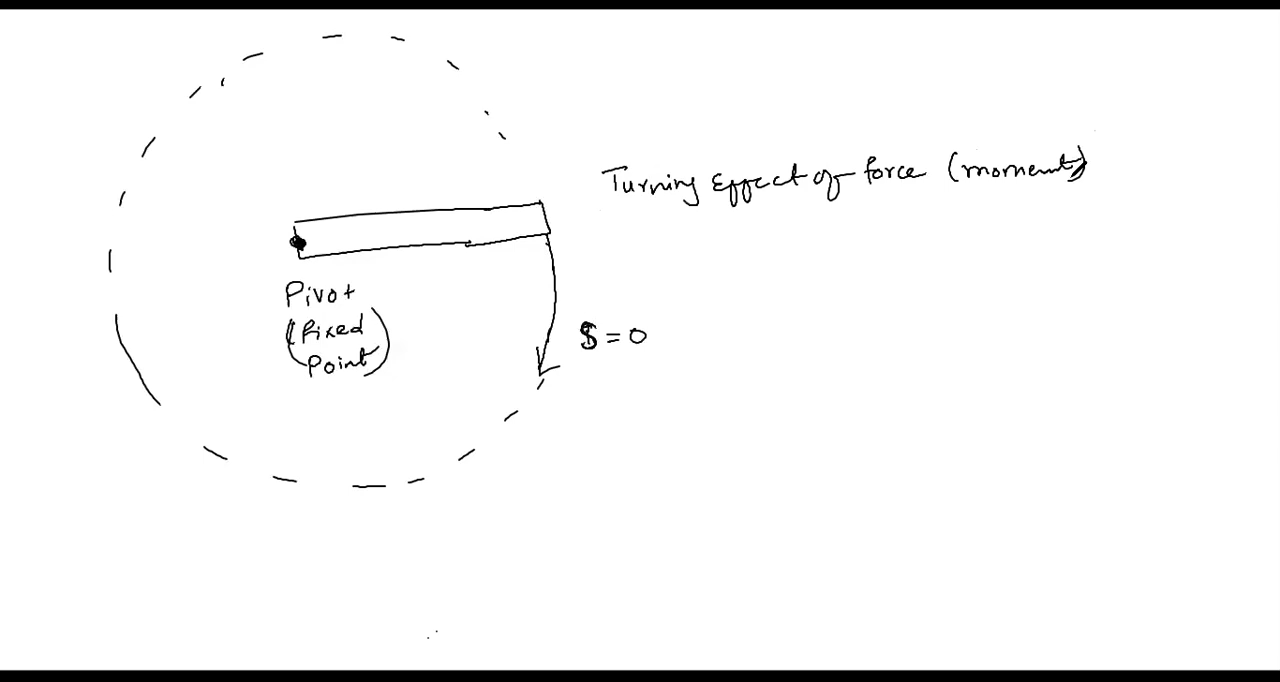 Turning Effect of force (moment)
Pivot
(Fixed
Point)
S = 0